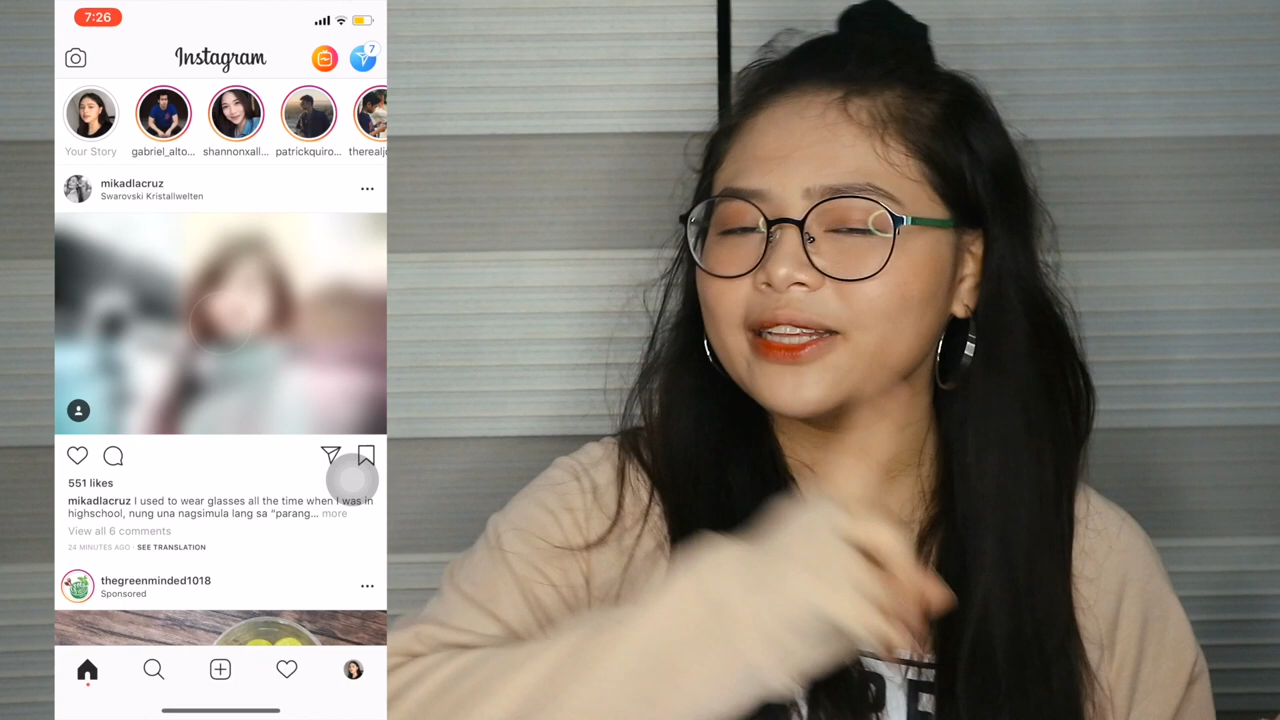 7:26
Instagram
7
Your Story
gabriel_alto...
shannonxall...
patrickquiro...
therealj
mikadlacruz
Swarovski Kristallwelten
551 likes
mikadlacruz I used to wear glasses all the time when I was in
highschool, nung una nagsimula lang sa “parang... more
View all 6 comments
24 MINUTES AGO · SEE TRANSLATION
thegreenminded1018
Sponsored